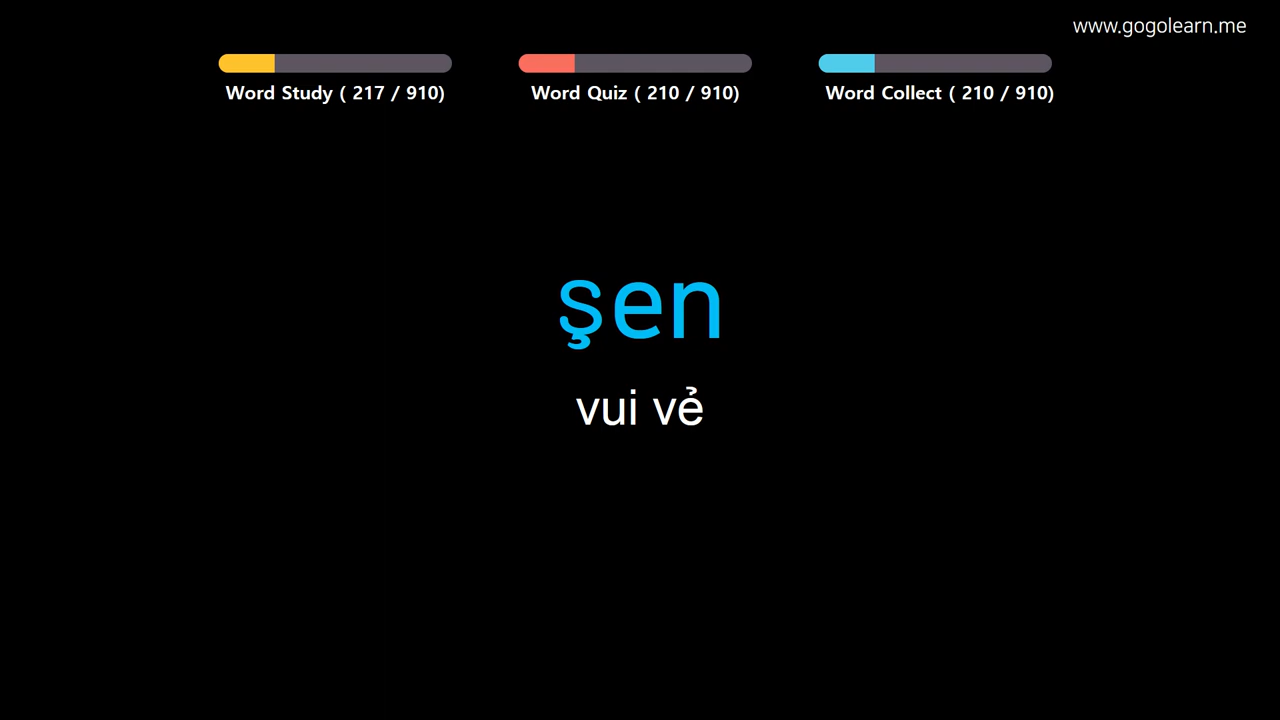 www.gogolearn.me
Word Study ( 217 / 910)
Word Quiz ( 210 / 910)
Word Collect ( 210 / 910)
şen
vui vẻ